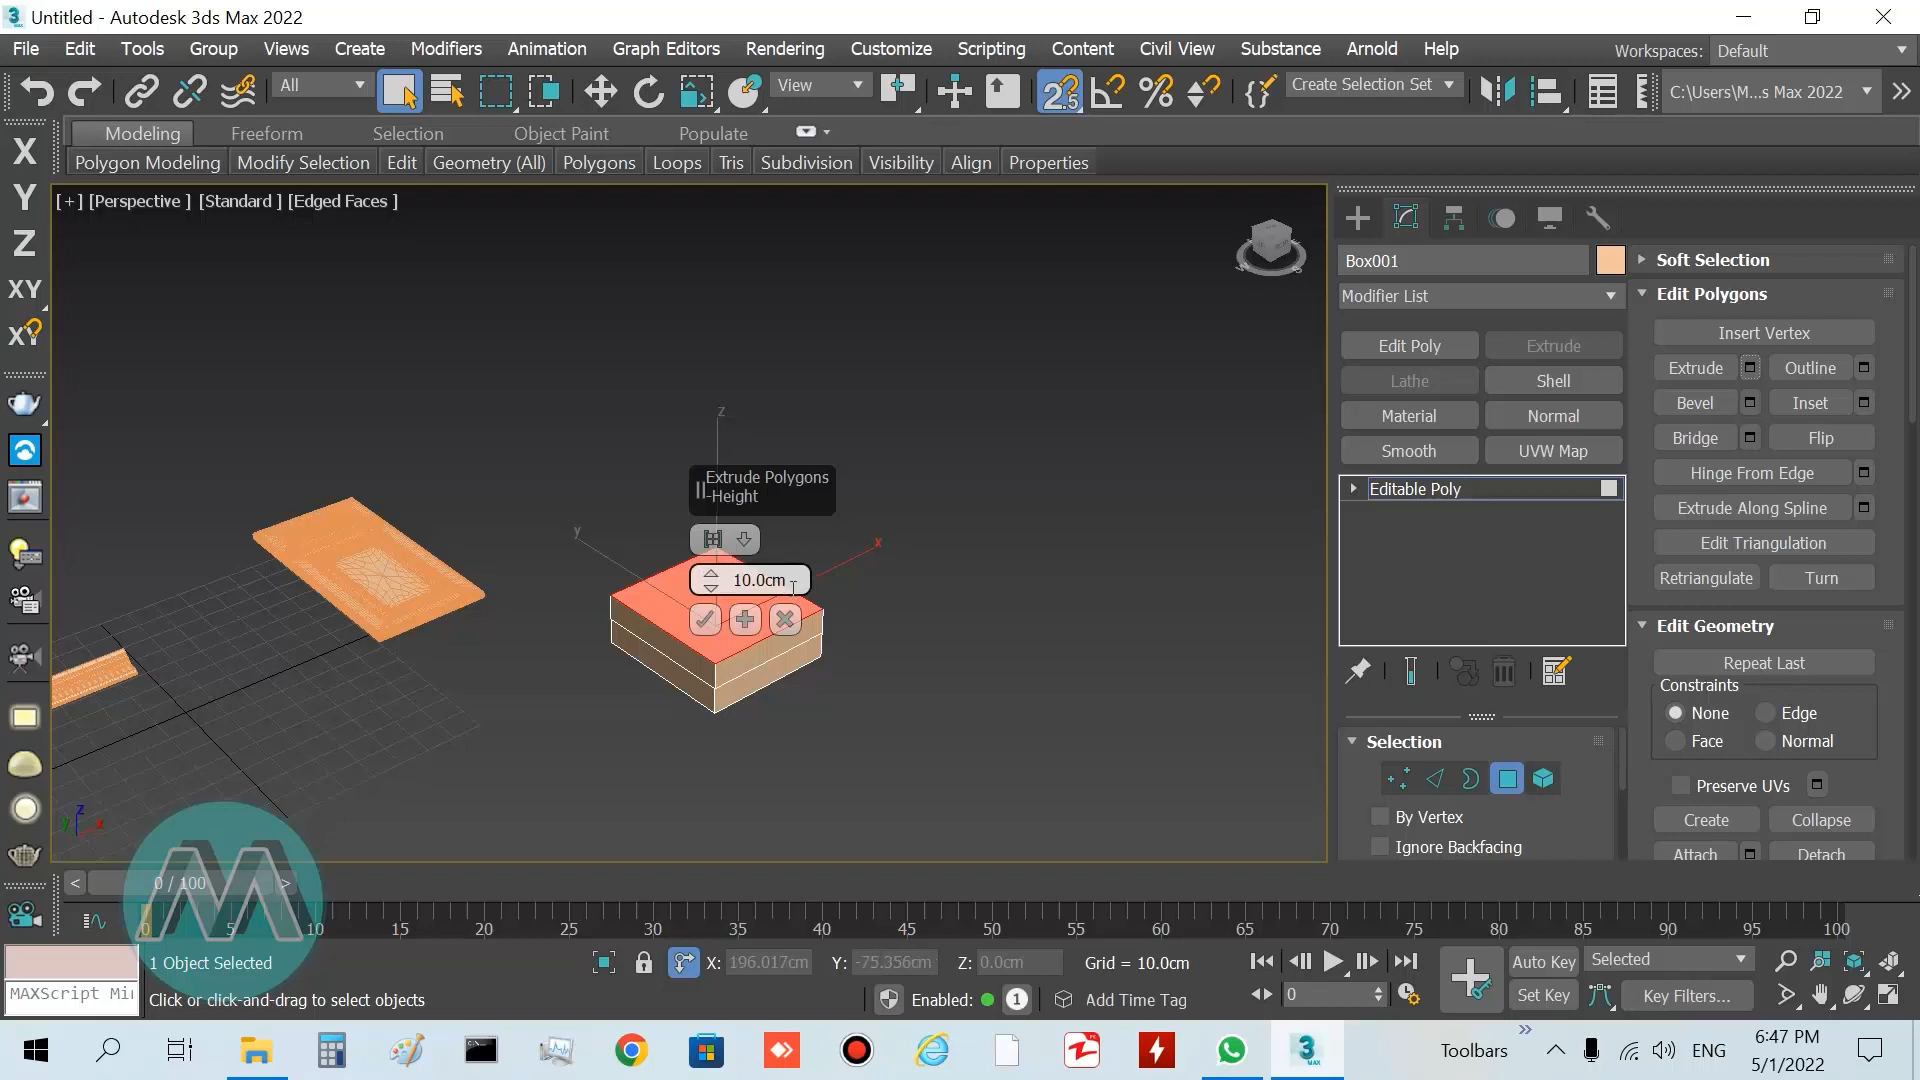 Untitled - Autodesk 3ds Max 2022
File Edit Tools Group Views Create Modifiers Animation Graph Editors Rendering Customize Scripting Content Civil View Substance Arnold Help Workspaces: Default
All View 2.5 Create Selection Set C:\Users\M...s Max 2022
Modeling Freeform Selection Object Paint Populate
Polygon Modeling Modify Selection Edit Geometry (All) Polygons Loops Tris Subdivision Visibility Align Properties
X
Y
Z
XY
XY
[+] [Perspective ] [Standard ] [Edged Faces ]
z
y
x
Extrude Polygons
-Height
10.0cm
z
y x
Box001
Modifier List
Edit Poly Extrude
Lathe Shell
Material Normal
Smooth UVW Map
Editable Poly
Selection
By Vertex
Ignore Backfacing
Soft Selection
Edit Polygons
Insert Vertex
Extrude Outline
Bevel Inset
Bridge Flip
Hinge From Edge
Extrude Along Spline
Edit Triangulation
Retriangulate Turn
Edit Geometry
Repeat Last
Constraints
None Edge
Face Normal
Preserve UVs
Create Collapse
Attach Detach
< 0 / 100 >
0 5 10 15 20 25 30 35 40 45 50 55 60 65 70 75 80 85 90 95 100
MAXScript Mi
1 Object Selected X: 196.017cm Y: -75.356cm Z: 0.0cm Grid = 10.0cm Auto Key Selected
Click or click-and-drag to select objects Enabled: 1 Add Time Tag 0 Set Key Key Filters...
Toolbars ENG 6:47 PM
5/1/2022